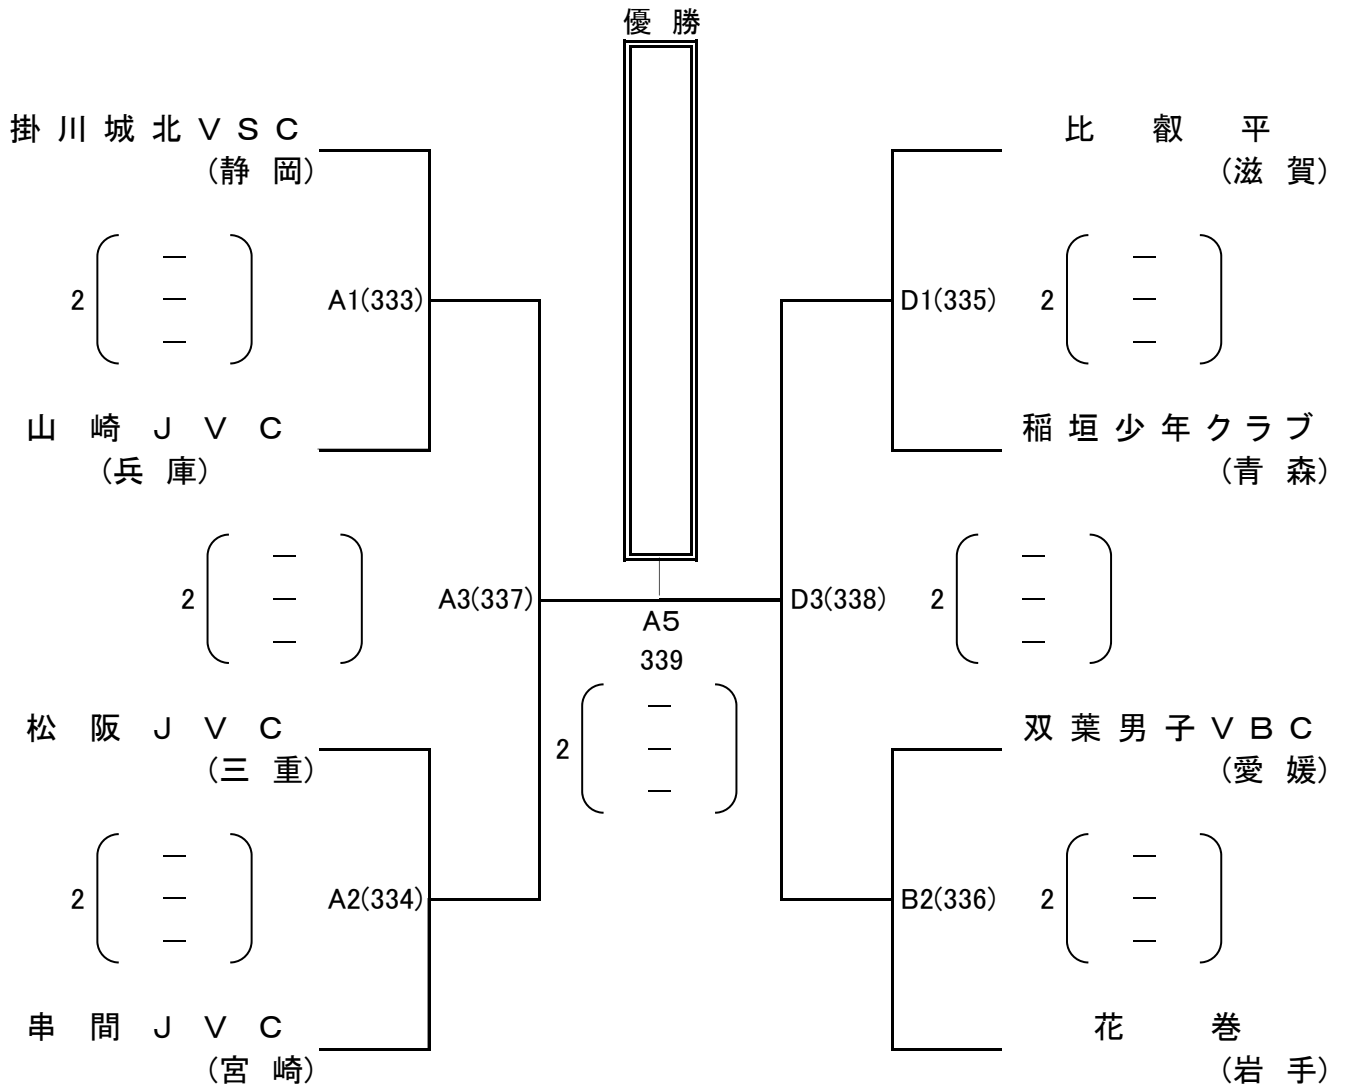 優 勝
掛 川 城 北 V S C
(静 岡)
2 — — —
A1(333)
山 崎 J V C
(兵 庫)
2 — — —
A3(337)
松 阪 J V C
(三 重)
2 — — —
A2(334)
串 間 J V C
(宮 崎)
A5
339
2 — — —
比 叡 平
(滋 賀)
D1(335)
2 — — —
稲 垣 少 年 ク ラ ブ
(青 森)
D3(338)
2 — — —
双 葉 男 子 V B C
(愛 媛)
B2(336)
2 — — —
花 巻
(岩 手)